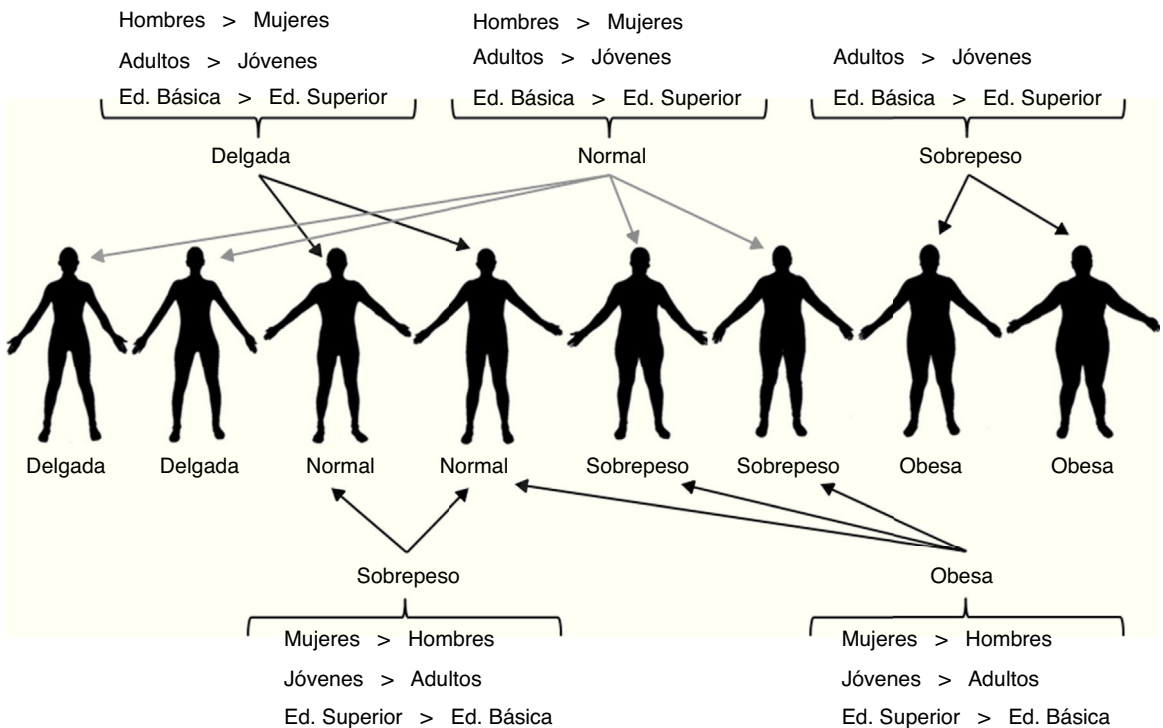 Hombres > Mujeres
Adultos > Jóvenes
Ed. Básica > Ed. Superior
Delgada
Hombres > Mujeres
Adultos > Jóvenes
Ed. Básica > Ed. Superior
Normal
Adultos > Jóvenes
Ed. Básica > Ed. Superior
Sobrepeso
Delgada Delgada Normal Normal Sobrepeso Sobrepeso Obesa Obesa
Sobrepeso
Mujeres > Hombres
Jóvenes > Adultos
Ed. Superior > Ed. Básica
Obesa
Mujeres > Hombres
Jóvenes > Adultos
Ed. Superior > Ed. Básica